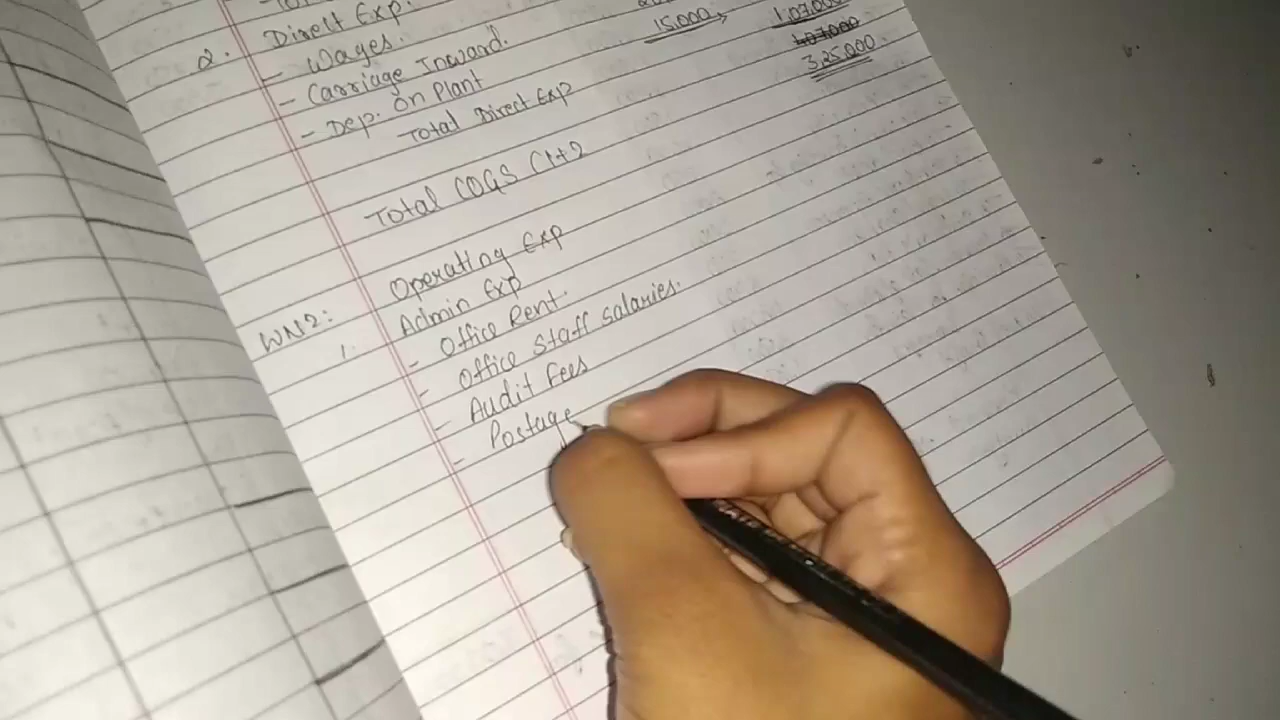 2. Direct Exp.
- Wages.
- Carriage Inward.
- Dep. on Plant 15,000
Total Direct Exp 1,07,000
107000
Total COGS (1+2 3,25,000
WN2: Operating Exp
1. Admin Exp
- Office Rent.
- Office Staff salaries.
- Audit Fees
- Postage